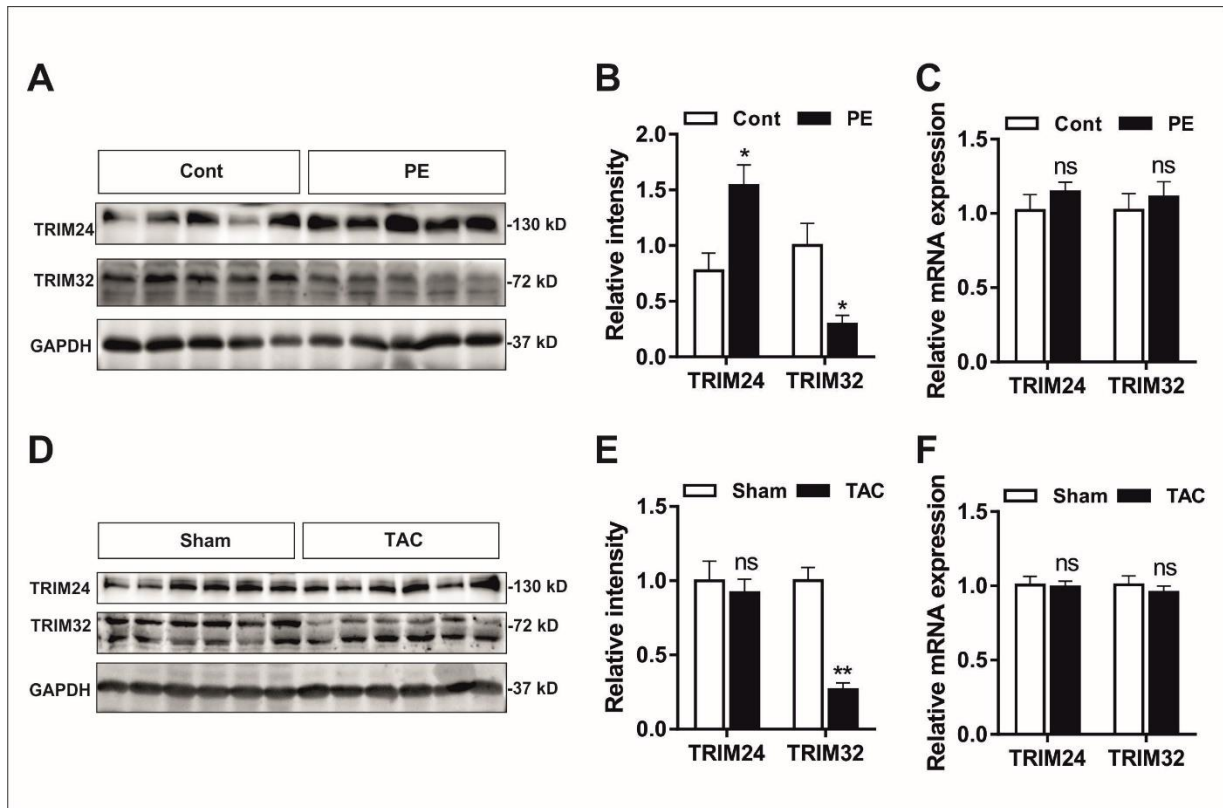 A
Cont PE
TRIM24 -130 kD
TRIM32 -72 kD
GAPDH -37 kD
B
Cont PE
Relative intensity
2.0
1.5
1.0
0.5
0.0
*
*
TRIM24 TRIM32
C
Cont PE
Relative mRNA expression
1.5
1.0
0.5
0.0
ns
ns
TRIM24 TRIM32
D
Sham TAC
TRIM24 -130 kD
TRIM32 -72 kD
GAPDH -37 kD
E
Sham TAC
Relative intensity
1.5
1.0
0.5
0.0
ns
**
TRIM24 TRIM32
F
Sham TAC
Relative mRNA expression
1.5
1.0
0.5
0.0
ns
ns
TRIM24 TRIM32